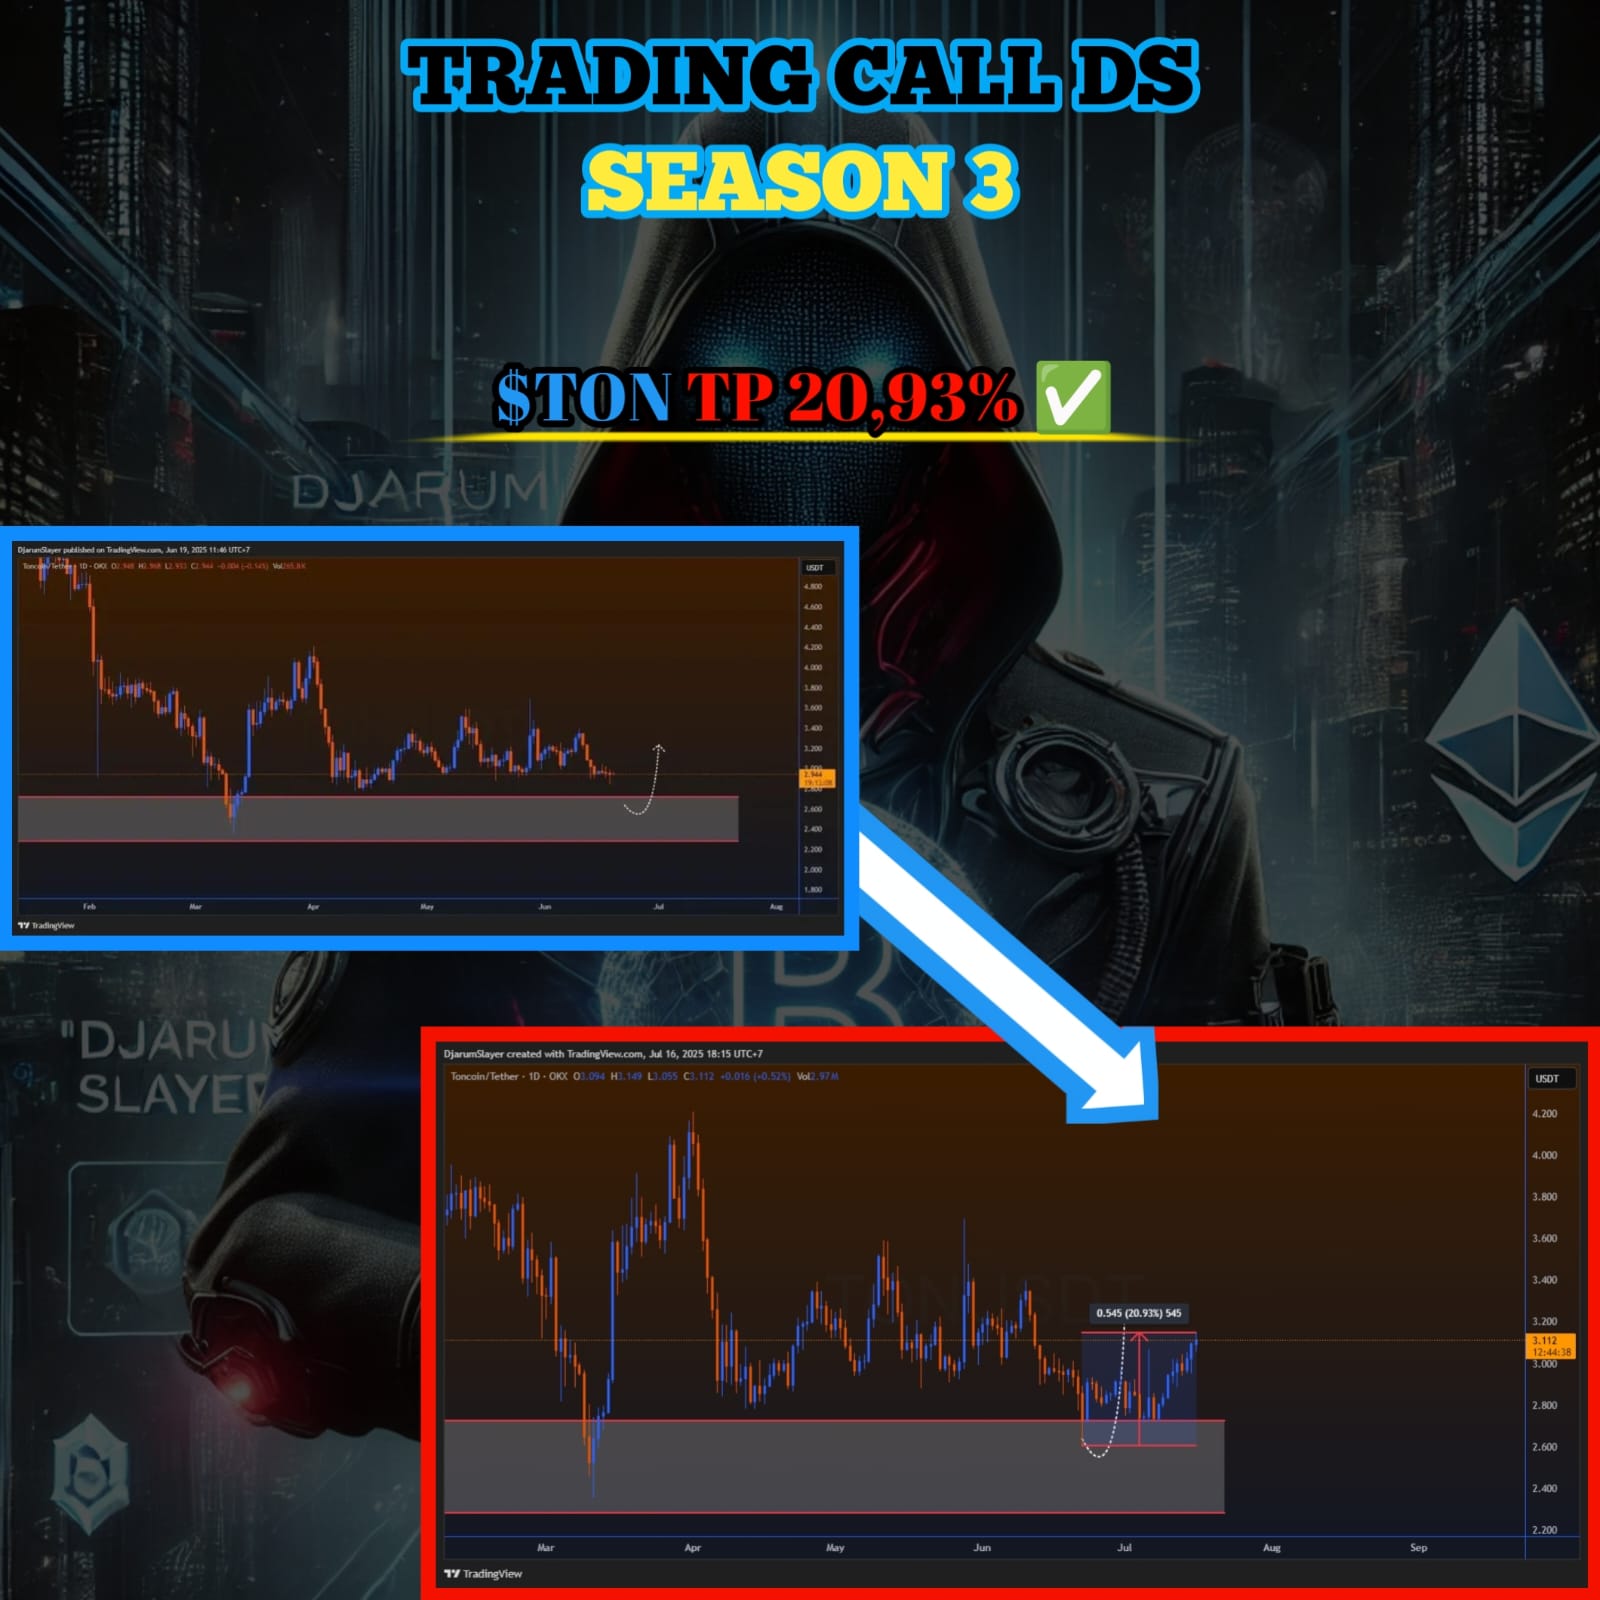 TRADING CALL DS
SEASON 3
$TON TP 20,93% ✅
DJARUM
DjarumSlayer published on TradingView.com, Jun 19, 2025 11:46 UTC+7
Toncoin/Tether · 1D · OKX O2.948 H2.968 L2.933 C2.944 -0.004 (-0.14%) Vol265.8K
USDT
4.800
4.600
4.400
4.200
4.000
3.800
3.600
3.400
3.200
3.000
2.944
19:13:08
2.800
2.600
2.400
2.200
2.000
1.800
Feb Mar Apr May Jun Jul Aug
TradingView
"DJARU
SLAYER
DjarumSlayer created with TradingView.com, Jul 16, 2025 18:15 UTC+7
Toncoin/Tether · 1D · OKX O3.094 H3.149 L3.055 C3.112 +0.016 (+0.52%) Vol2.97M
USDT
4.200
4.000
3.800
3.600
3.400
TONUSDT
0.545 (20.93%) 545
3.200
3.112
12:44:38
3.000
2.800
2.600
2.400
2.200
Mar Apr May Jun Jul Aug Sep
TradingView